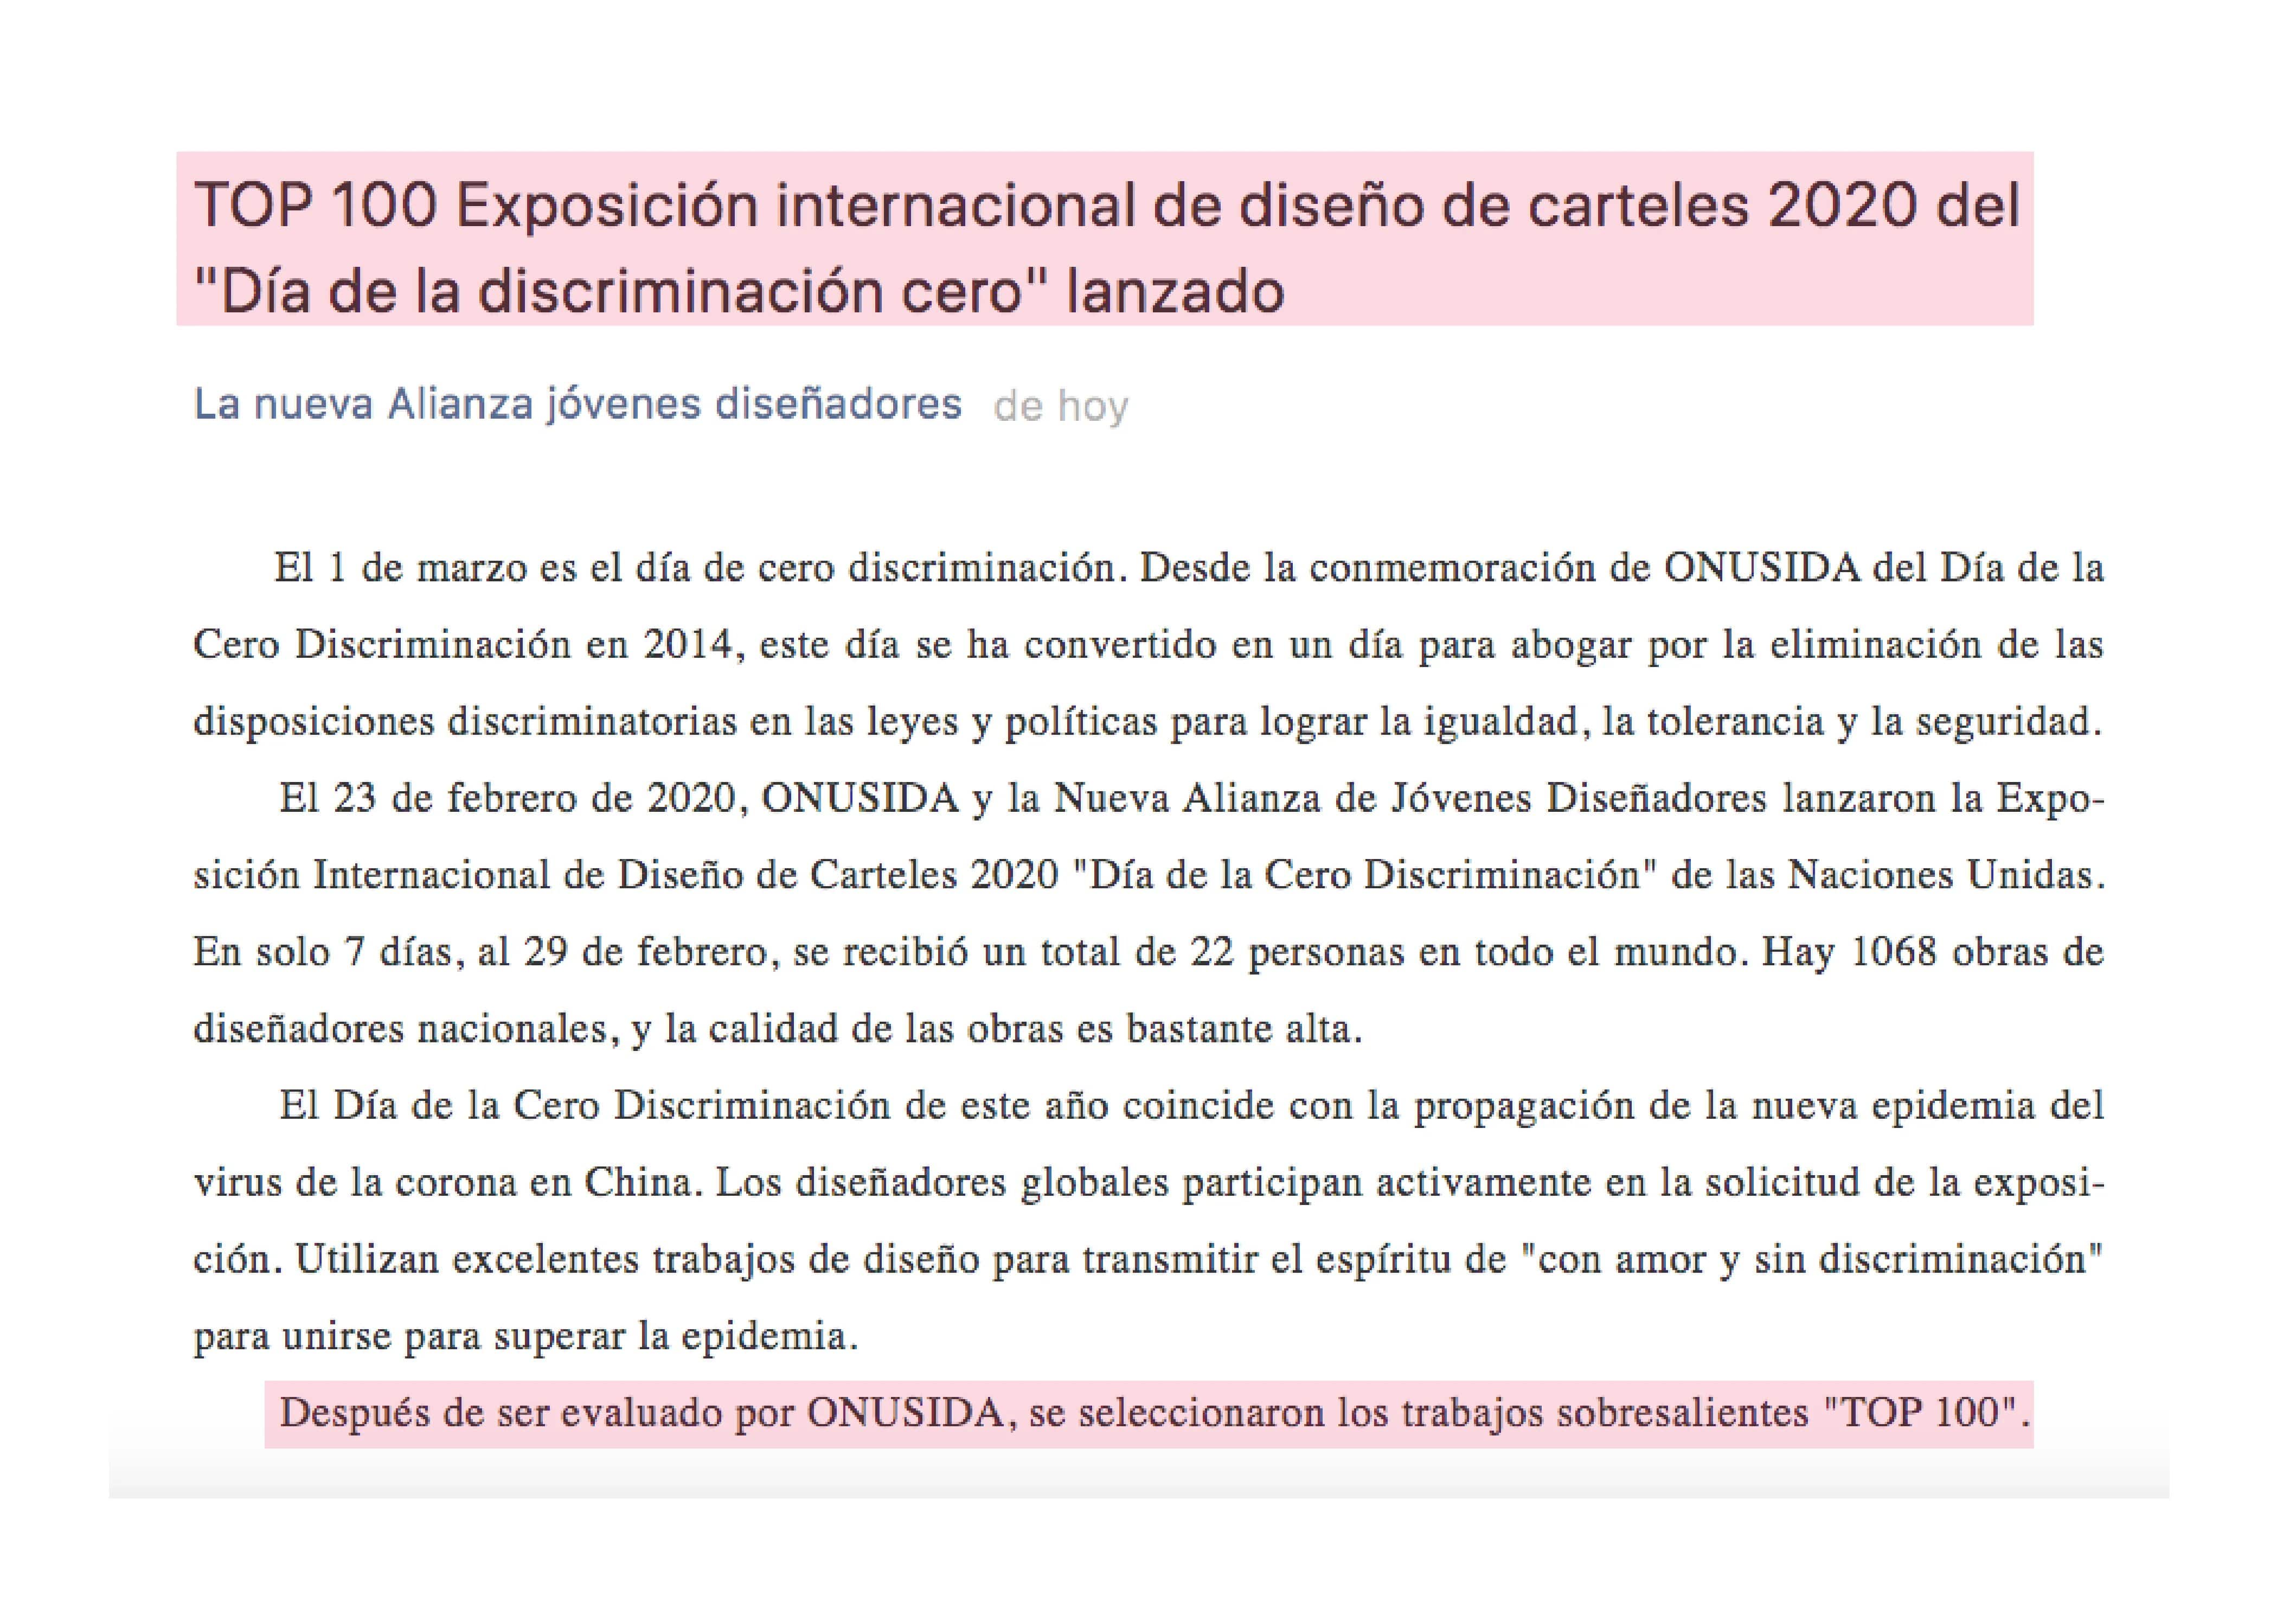 TOP 100 Exposición internacional de diseño de carteles 2020 del
"Día de la discriminación cero" lanzado
La nueva Alianza jóvenes diseñadores de hoy
El 1 de marzo es el día de cero discriminación. Desde la conmemoración de ONUSIDA del Día de la
Cero Discriminación en 2014, este día se ha convertido en un día para abogar por la eliminación de las
disposiciones discriminatorias en las leyes y políticas para lograr la igualdad, la tolerancia y la seguridad.
El 23 de febrero de 2020, ONUSIDA y la Nueva Alianza de Jóvenes Diseñadores lanzaron la Expo-
sición Internacional de Diseño de Carteles 2020 "Día de la Cero Discriminación" de las Naciones Unidas.
En solo 7 días, al 29 de febrero, se recibió un total de 22 personas en todo el mundo. Hay 1068 obras de
diseñadores nacionales, y la calidad de las obras es bastante alta.
El Día de la Cero Discriminación de este año coincide con la propagación de la nueva epidemia del
virus de la corona en China. Los diseñadores globales participan activamente en la solicitud de la exposi-
ción. Utilizan excelentes trabajos de diseño para transmitir el espíritu de "con amor y sin discriminación"
para unirse para superar la epidemia.
Después de ser evaluado por ONUSIDA, se seleccionaron los trabajos sobresalientes "TOP 100".